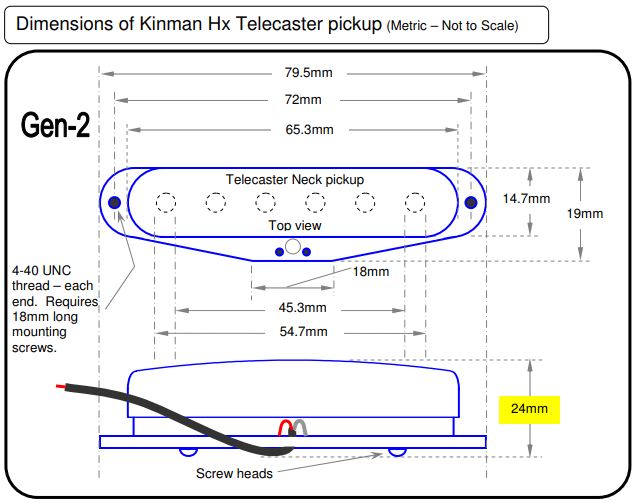 Dimensions of Kinman Hx Telecaster pickup (Metric – Not to Scale)
79.5mm
72mm
65.3mm
Gen-2
Telecaster Neck pickup
14.7mm
19mm
Top view
18mm
4-40 UNC
thread – each
end. Requires
18mm long
mounting
screws.
45.3mm
54.7mm
24mm
Screw heads